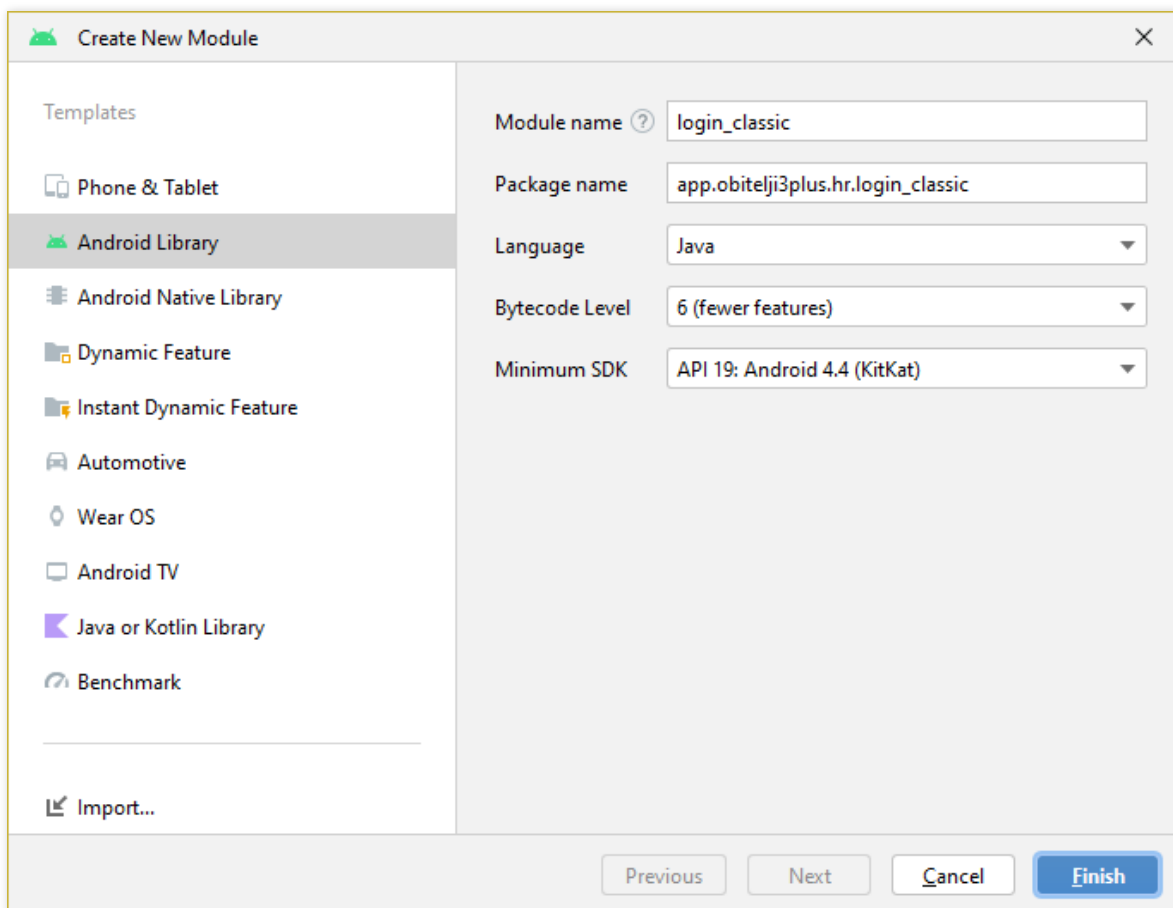 Create New Module
Templates
Phone & Tablet
Android Library
Android Native Library
Dynamic Feature
Instant Dynamic Feature
Automotive
Wear OS
Android TV
Java or Kotlin Library
Benchmark
Import...
Module name ? login_classic
Package name app.obitelji3plus.hr.login_classic
Language Java
Bytecode Level 6 (fewer features)
Minimum SDK API 19: Android 4.4 (KitKat)
Previous Next Cancel Finish